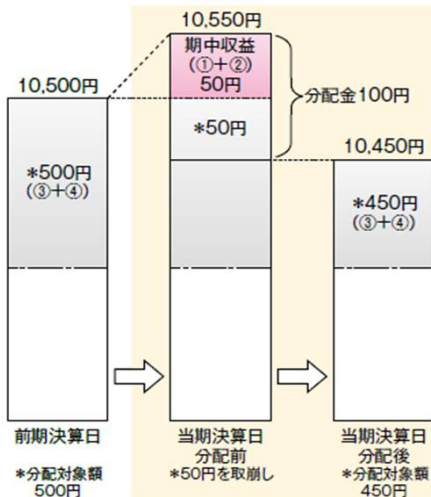 10,550円
期中収益
(①+②)
50円
10,500円
分配金100円
*50円
10,450円
*500円
(③+④)
*450円
(③+④)
前期決算日
*分配対象額
500円
当期決算日
分配前
*50円を取崩し
当期決算日
分配後
*分配対象額
450円